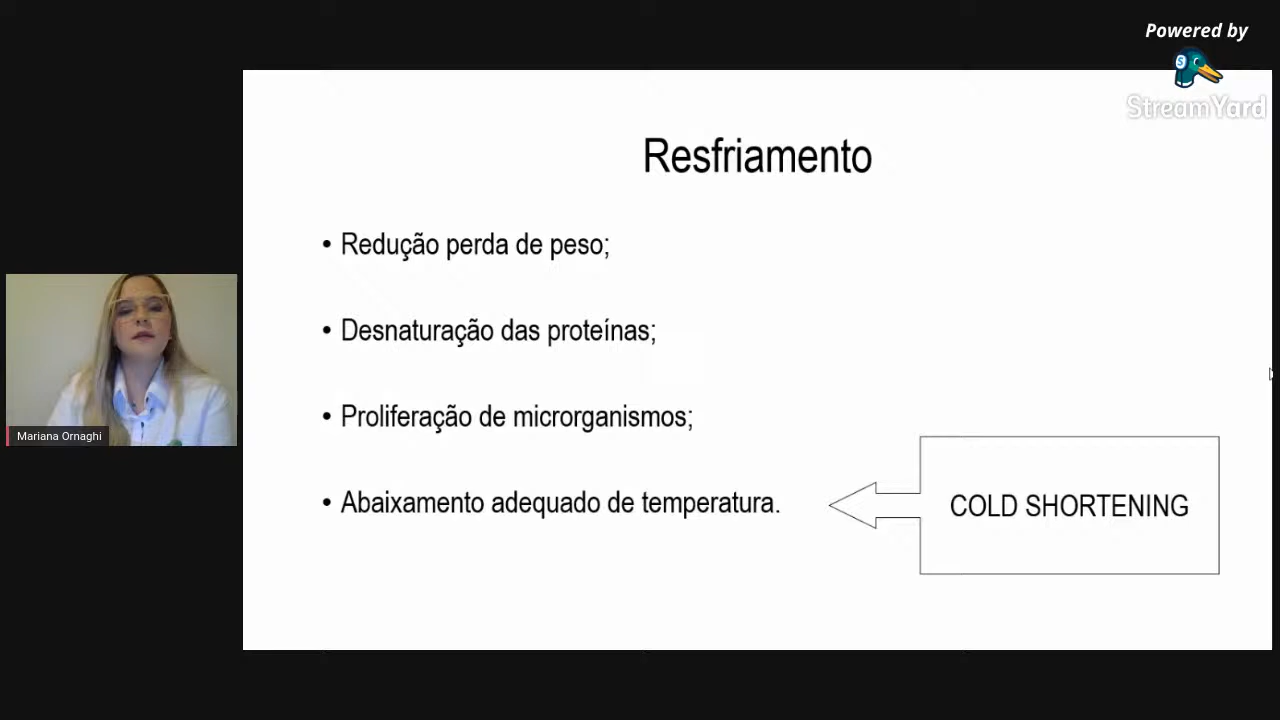 Powered by
StreamYard
Resfriamento
• Redução perda de peso;
• Desnaturação das proteínas;
• Proliferação de microrganismos;
• Abaixamento adequado de temperatura.
COLD SHORTENING
Mariana Ornaghi